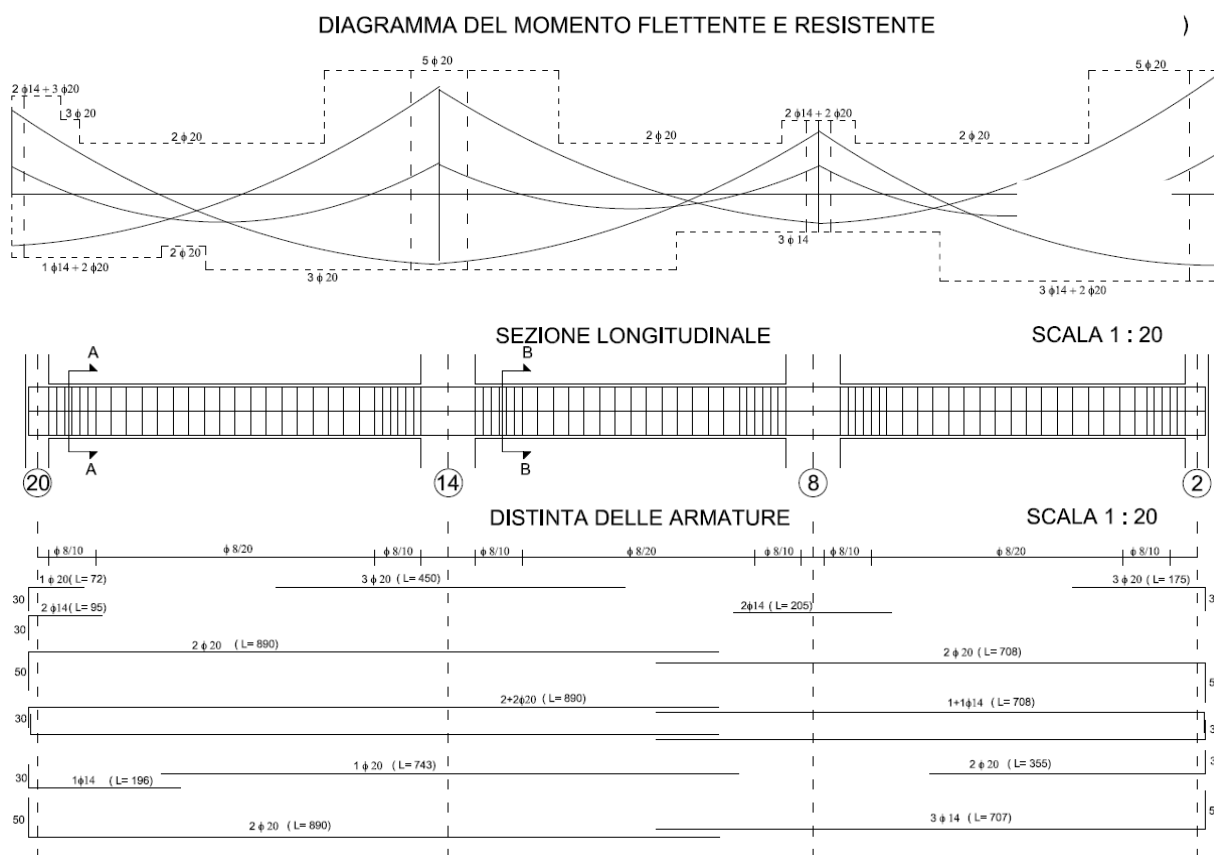 DIAGRAMMA DEL MOMENTO FLETTENTE E RESISTENTE )
5 ϕ 20
5 ϕ 20
2 ϕ14 + 3 ϕ20
3 ϕ 20
2 ϕ 20
2 ϕ 20
2 ϕ14 + 2 ϕ20
2 ϕ 20
1 ϕ14 + 2 ϕ20
2 ϕ 20
3 ϕ 20
3 ϕ 14
3 ϕ14 + 2 ϕ20
SEZIONE LONGITUDINALE SCALA 1 : 20
A
B
A
B
20
14
8
2
DISTINTA DELLE ARMATURE SCALA 1 : 20
ϕ 8/10 ϕ 8/20 ϕ 8/10 ϕ 8/10 ϕ 8/20 ϕ 8/10 ϕ 8/10 ϕ 8/20 ϕ 8/10
1 ϕ 20( L= 72) 3 ϕ 20 ( L= 450) 3 ϕ 20 ( L= 175)
30
2 ϕ14( L= 95) 2ϕ14 ( L= 205)
30
2 ϕ 20 ( L= 890) 2 ϕ 20 ( L= 708)
50
2+2ϕ20 ( L= 890) 1+1ϕ14 ( L= 708)
30
1 ϕ 20 ( L= 743) 2 ϕ 20 ( L= 355)
30
1ϕ14 ( L= 196)
50
2 ϕ 20 ( L= 890) 3 ϕ 14 ( L= 707)